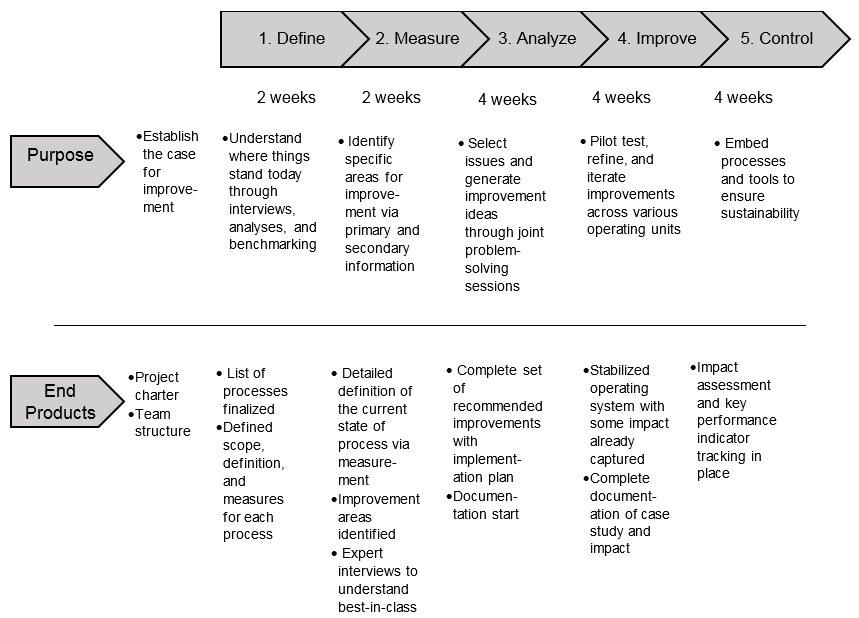 1. Define
2. Measure
3. Analyze
4. Improve
5. Control
2 weeks
2 weeks
4 weeks
4 weeks
4 weeks
Purpose
•Establish
the case
for
improve-
ment
•Understand
where things
stand today
through
interviews,
analyses, and
benchmarking
• Identify
specific
areas for
improve-
ment via
primary and
secondary
information
• Select
issues and
generate
improvement
ideas
through joint
problem-
solving
sessions
• Pilot test,
refine, and
iterate
improvements
across various
operating units
• Embed
processes
and tools to
ensure
sustainability
End
Products
•Project
charter
•Team
structure
• List of
processes
finalized
•Defined
scope,
definition,
and
measures
for each
process
• Detailed
definition of
the current
state of
process via
measure-
ment
•Improvement
areas
identified
• Expert
interviews to
understand
best-in-class
• Complete set
of
recommended
improvements
with
implement-
ation plan
•Documen-
tation start
•Stabilized
operating
system with
some impact
already
captured
•Complete
document-
ation of case
study and
impact
•Impact
assessment
and key
performance
indicator
tracking in
place